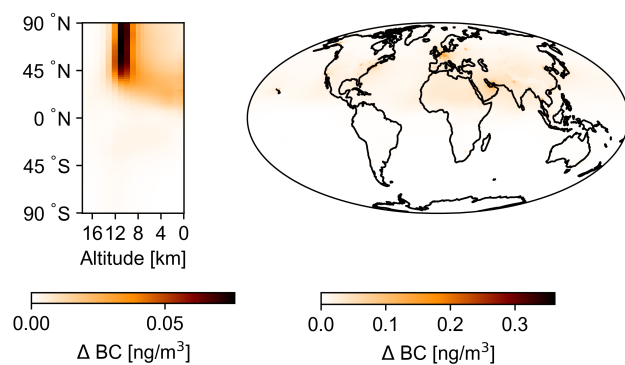 90 °N
45 °N
0 °N
45 °S
90 °S
16 12 8 4 0
Altitude [km]
0.00 0.05
Δ BC [ng/m³]
0.0 0.1 0.2 0.3
Δ BC [ng/m³]